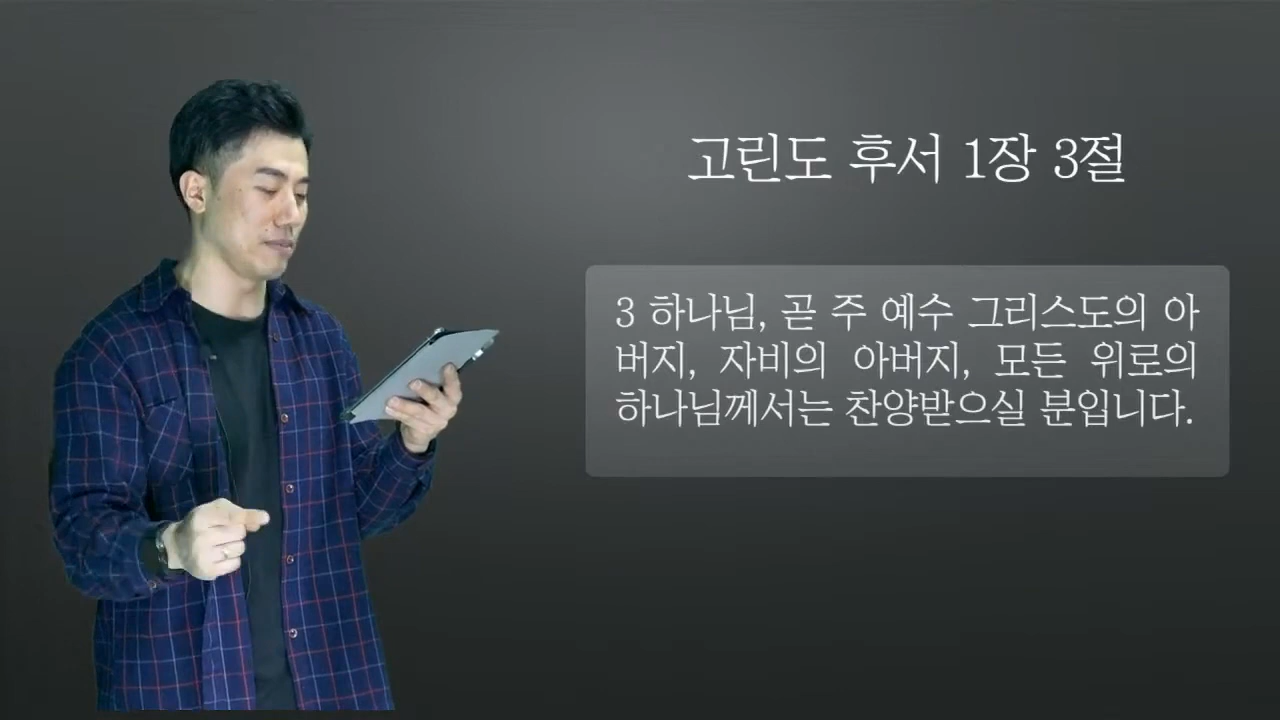 고린도 후서 1장 3절
3 하나님, 곧 주 예수 그리스도의 아
버지, 자비의 아버지, 모든 위로의
하나님께서는 찬양받으실 분입니다.